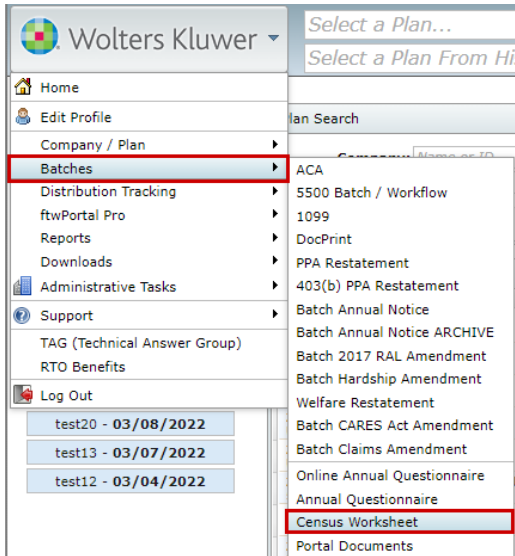 Wolters Kluwer
Select a Plan...
Select a Plan From Hi
Home
Edit Profile
Company / Plan
Batches
Distribution Tracking
ftwPortal Pro
Reports
Downloads
Administrative Tasks
Support
TAG (Technical Answer Group)
RTO Benefits
Log Out
test20 - 03/08/2022
test13 - 03/07/2022
test12 - 03/04/2022
lan Search
Company: Name or ID
ACA
5500 Batch / Workflow
1099
DocPrint
PPA Restatement
403(b) PPA Restatement
Batch Annual Notice
Batch Annual Notice ARCHIVE
Batch 2017 RAL Amendment
Batch Hardship Amendment
Welfare Restatement
Batch CARES Act Amendment
Batch Claims Amendment
Online Annual Questionnaire
Annual Questionnaire
Census Worksheet
Portal Documents